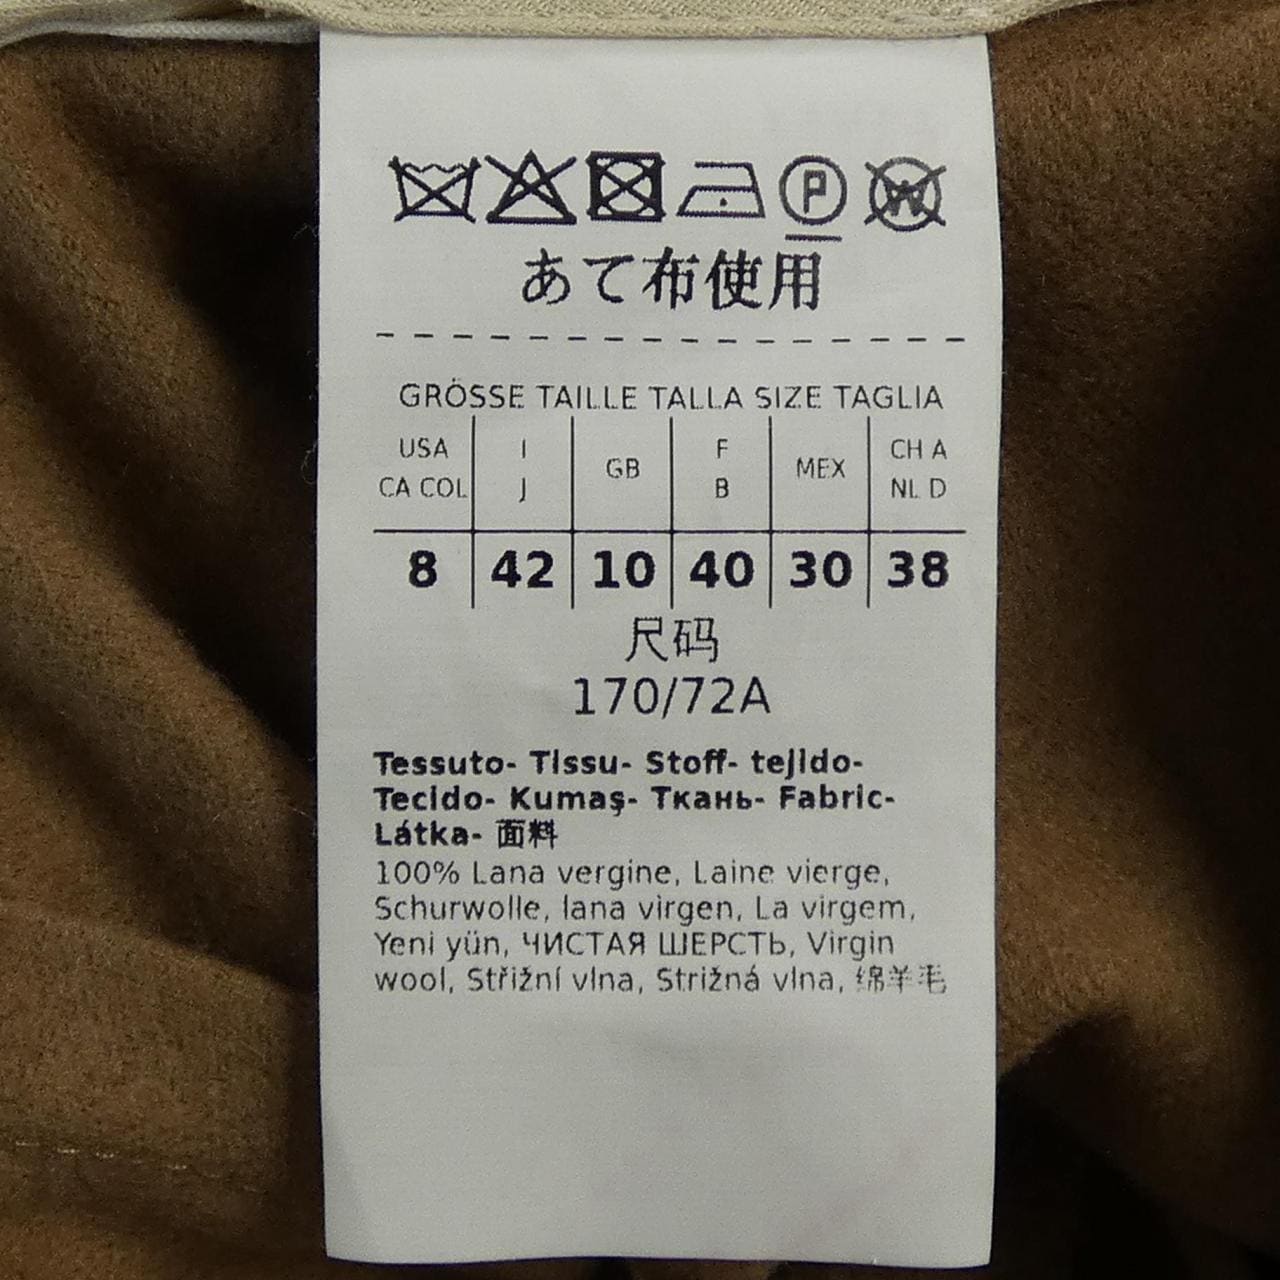 P W
あて布使用
GRÖSSE TAILLE TALLA SIZE TAGLIA
USA I GB F MEX CH A
CA COL J B NL D
8 42 10 40 30 38
尺码
170/72A
Tessuto- Tissu- Stoff- tejido-
Tecido- Kumaş- Ткань- Fabric-
Látka- 面料
100% Lana vergine, Laine vierge,
Schurwolle, lana virgen, La virgem,
Yeni yün, ЧИСТАЯ ШЕРСТЬ, Virgin
wool, Střižní vlna, Strižná vlna, 绵羊毛